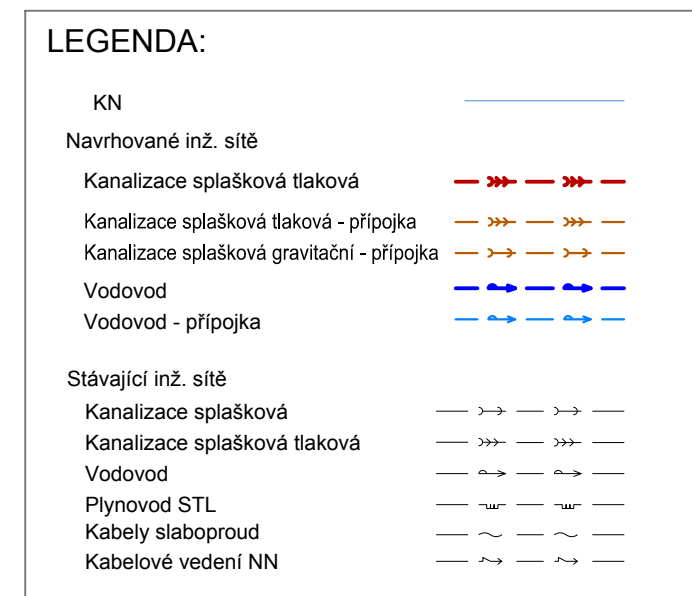 LEGENDA:
KN
Navrhované inž. sítě
Kanalizace splašková tlaková
Kanalizace splašková tlaková - přípojka
Kanalizace splašková gravitační - přípojka
Vodovod
Vodovod - přípojka
Stávající inž. sítě
Kanalizace splašková
Kanalizace splašková tlaková
Vodovod
Plynovod STL
Kabely slaboproud
Kabelové vedení NN